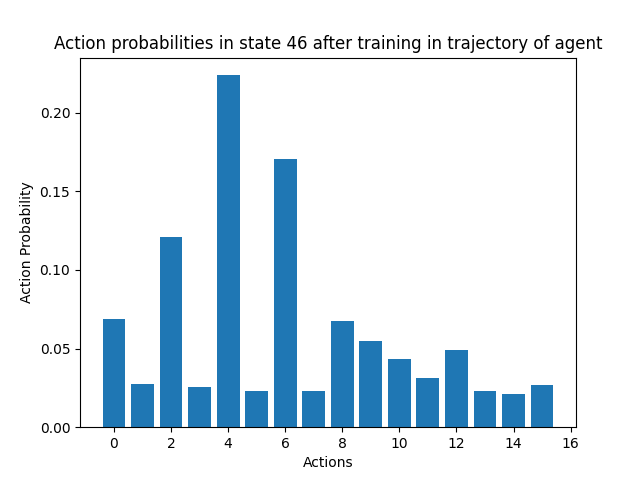 Action probabilities in state 46 after training in trajectory of agent
Action Probability
0.20
0.15
0.10
0.05
0.00
0 2 4 6 8 10 12 14 16
Actions